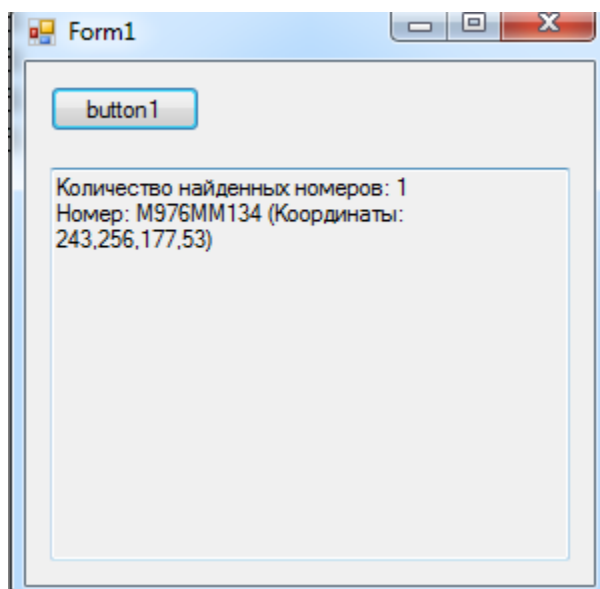 Form1
button1
Количество найденных номеров: 1
Номер: M976MM134 (Координаты:
243,256,177,53)